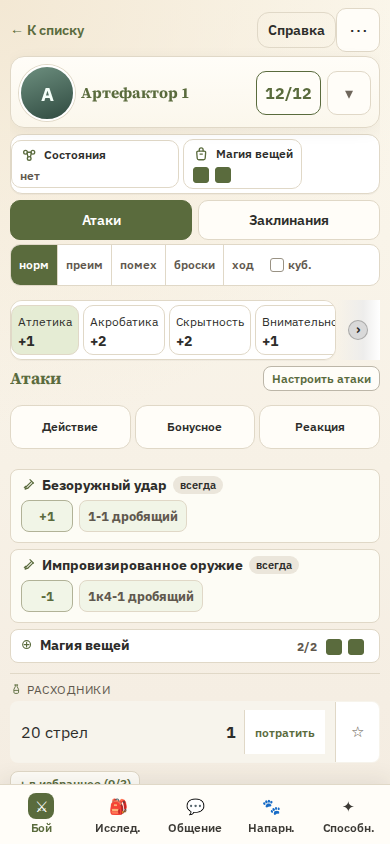 ← К списку
Справка
...
А
Артефактор 1
12/12
▼
Состояния
нет
Магия вещей
Атаки
Заклинания
норм преим помех броски ход куб.
Атлетика Акробатика Скрытность
+1 +2 +2 +1
Атаки
Настроить атаки
Действие Бонусное Реакция
Безоружный удар всегда
+1 1-1 дробящий
Импровизированное оружие всегда
-1 1к4-1 дробящий
Магия вещей 2/2
РАСХОДНИКИ
20 стрел 1 потратить ☆
Бой Исслед. Общение Напарн. Способн.